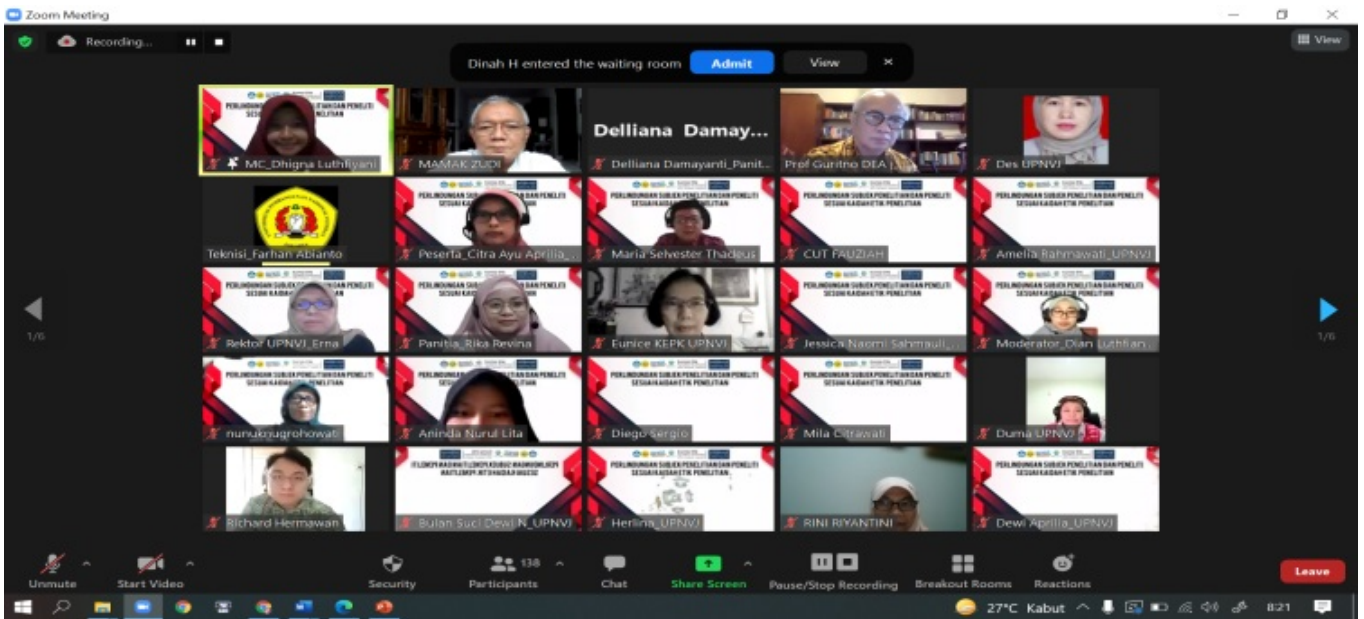 Zoom Meeting
Recording...
View
Dinah H entered the waiting room
Admit
View
MC_Dhigna Luthfiyani
MAMAK ZUDI
Delliana Damay...
Delliana Damayanti_Panit...
Prof Guritno DEA
Des UPNVJ
Teknisi_Farhan Abianto
PERLINDUNGAN SUBJEK PENELITIAN DAN PENELITI
SESUAI KAIDAH ETIK PENELITIAN
Peserta_Citra Ayu Aprilia_...
Maria Selvester Thadeus
CUT FAUZIAH
Amelia Rahmawati_UPNVJ
1/6
1/6
Rektor UPNVJ_Erna
Panitia_Rika Revina
Eunice KEPK UPNVJ
Jessica Naomi Sahmauli_...
Moderator_Dian Luthfian...
nunuknugrohowati
Aninda Nurul Lita
Diego Sergio
Mila Citrawati
Duma UPNVJ
Richard Hermawan
Bulan Suci Dewi N_UPNVJ
Herlina_UPNVJ
RINI RIYANTINI
Dewi Aprilia_UPNVJ
Unmute
Start Video
Security
138
Participants
Chat
Share Screen
Pause/Stop Recording
Breakout Rooms
Reactions
Leave
27°C Kabut
8:21